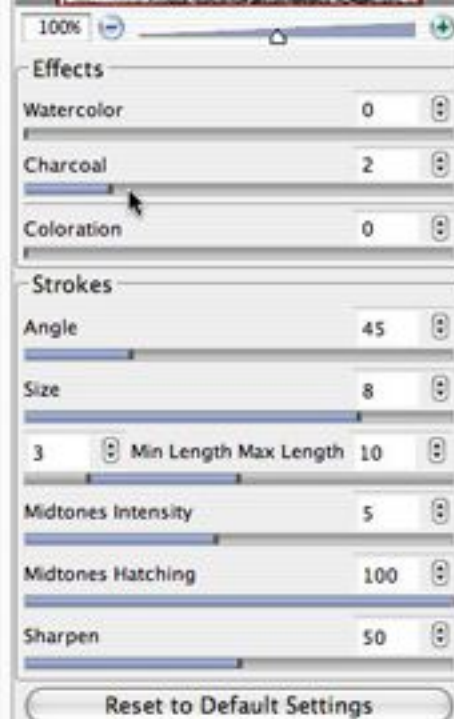 100%
Effects
Watercolor 0
Charcoal 2
Coloration 0
Strokes
Angle 45
Size 8
3 Min Length Max Length 10
Midtones Intensity 5
Midtones Hatching 100
Sharpen 50
Reset to Default Settings